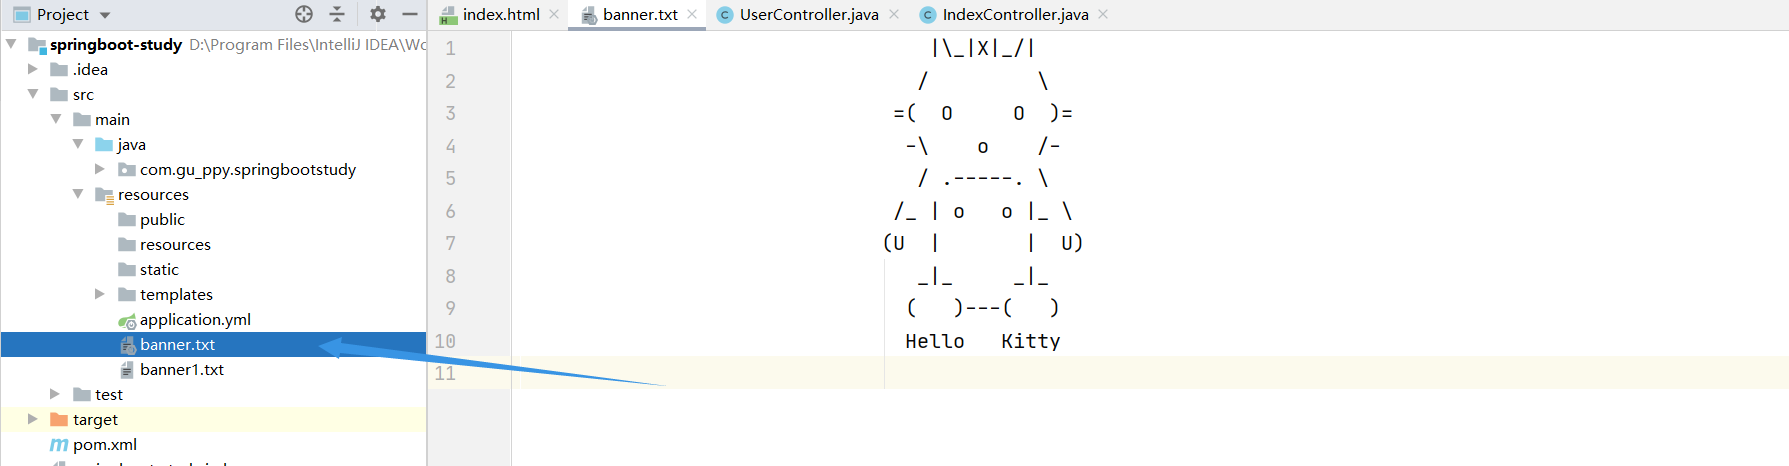 Project
springboot-study D:\Program Files\IntelliJ IDEA\Wo
.idea
src
main
java
com.gu_ppy.springbootstudy
resources
public
resources
static
templates
application.yml
banner.txt
banner1.txt
test
target
pom.xml
index.html banner.txt UserController.java IndexController.java
1     |\_|X|_/|
2    /         \
3  =(  O     O  )=
4   -\    o    /-
5    / .-----. \
6  /_ | o   o |_ \
7 (U  |       |  U)
8    _|_     _|_
9   (   )---(   )
10   Hello   Kitty
11